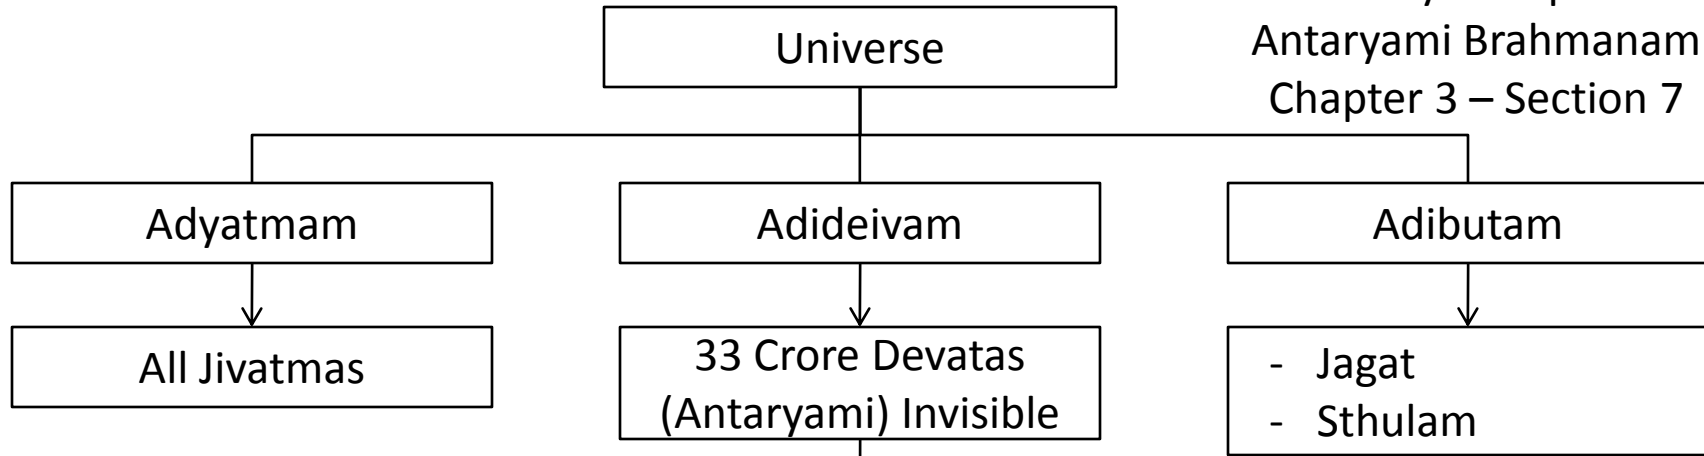 Universe
Antaryami Brahmanam
Chapter 3 – Section 7
Adyatmam
Adideivam
Adibutam
All Jivatmas
33 Crore Devatas
(Antaryami) Invisible
- Jagat
- Sthulam